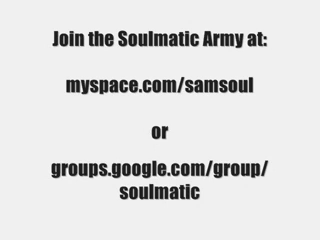 Join the Soulmatic Army at:
myspace.com/samsoul
or
groups.google.com/group/
soulmatic